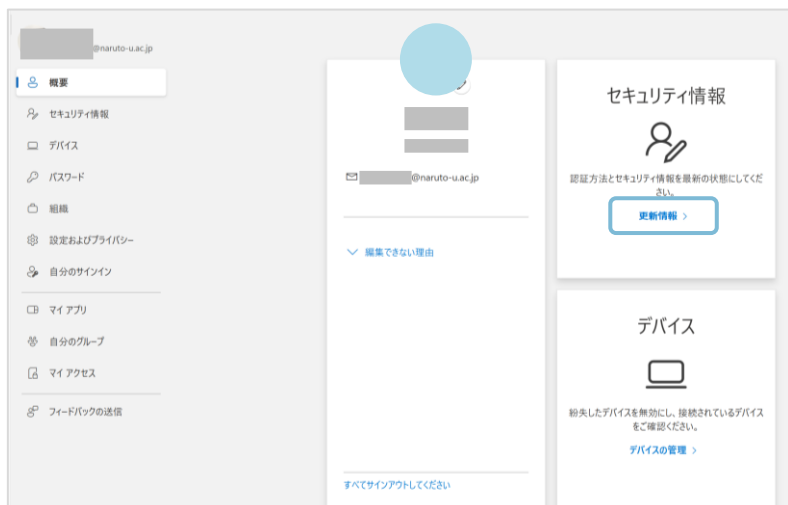 @naruto-u.ac.jp
概要
セキュリティ情報
デバイス
パスワード
組織
設定およびプライバシー
自分のサインイン
マイ アプリ
自分のグループ
マイ アクセス
フィードバックの送信
@naruto-u.ac.jp
編集できない理由
すべてサインアウトしてください
セキュリティ情報
認証方法とセキュリティ情報を最新の状態にしてくだ
さい。
更新情報 >
デバイス
紛失したデバイスを無効にし、接続されているデバイス
をご確認ください。
デバイスの管理 >